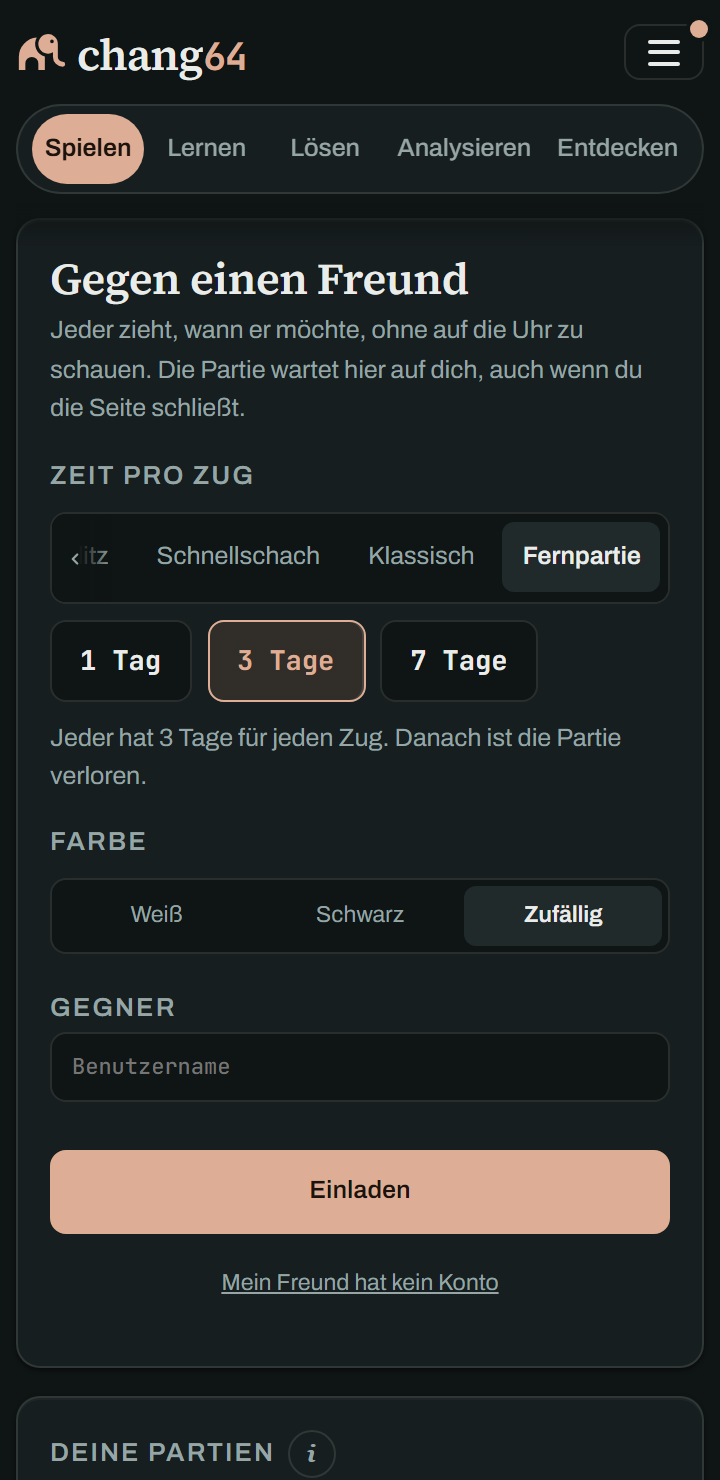 chang64
Spielen Lernen Lösen Analysieren Entdecken
Gegen einen Freund
Jeder zieht, wann er möchte, ohne auf die Uhr zu
schauen. Die Partie wartet hier auf dich, auch wenn du
die Seite schließt.
ZEIT PRO ZUG
‹ itz Schnellschach Klassisch Fernpartie
1 Tag 3 Tage 7 Tage
Jeder hat 3 Tage für jeden Zug. Danach ist die Partie
verloren.
FARBE
Weiß Schwarz Zufällig
GEGNER
Benutzername
Einladen
Mein Freund hat kein Konto
DEINE PARTIEN i